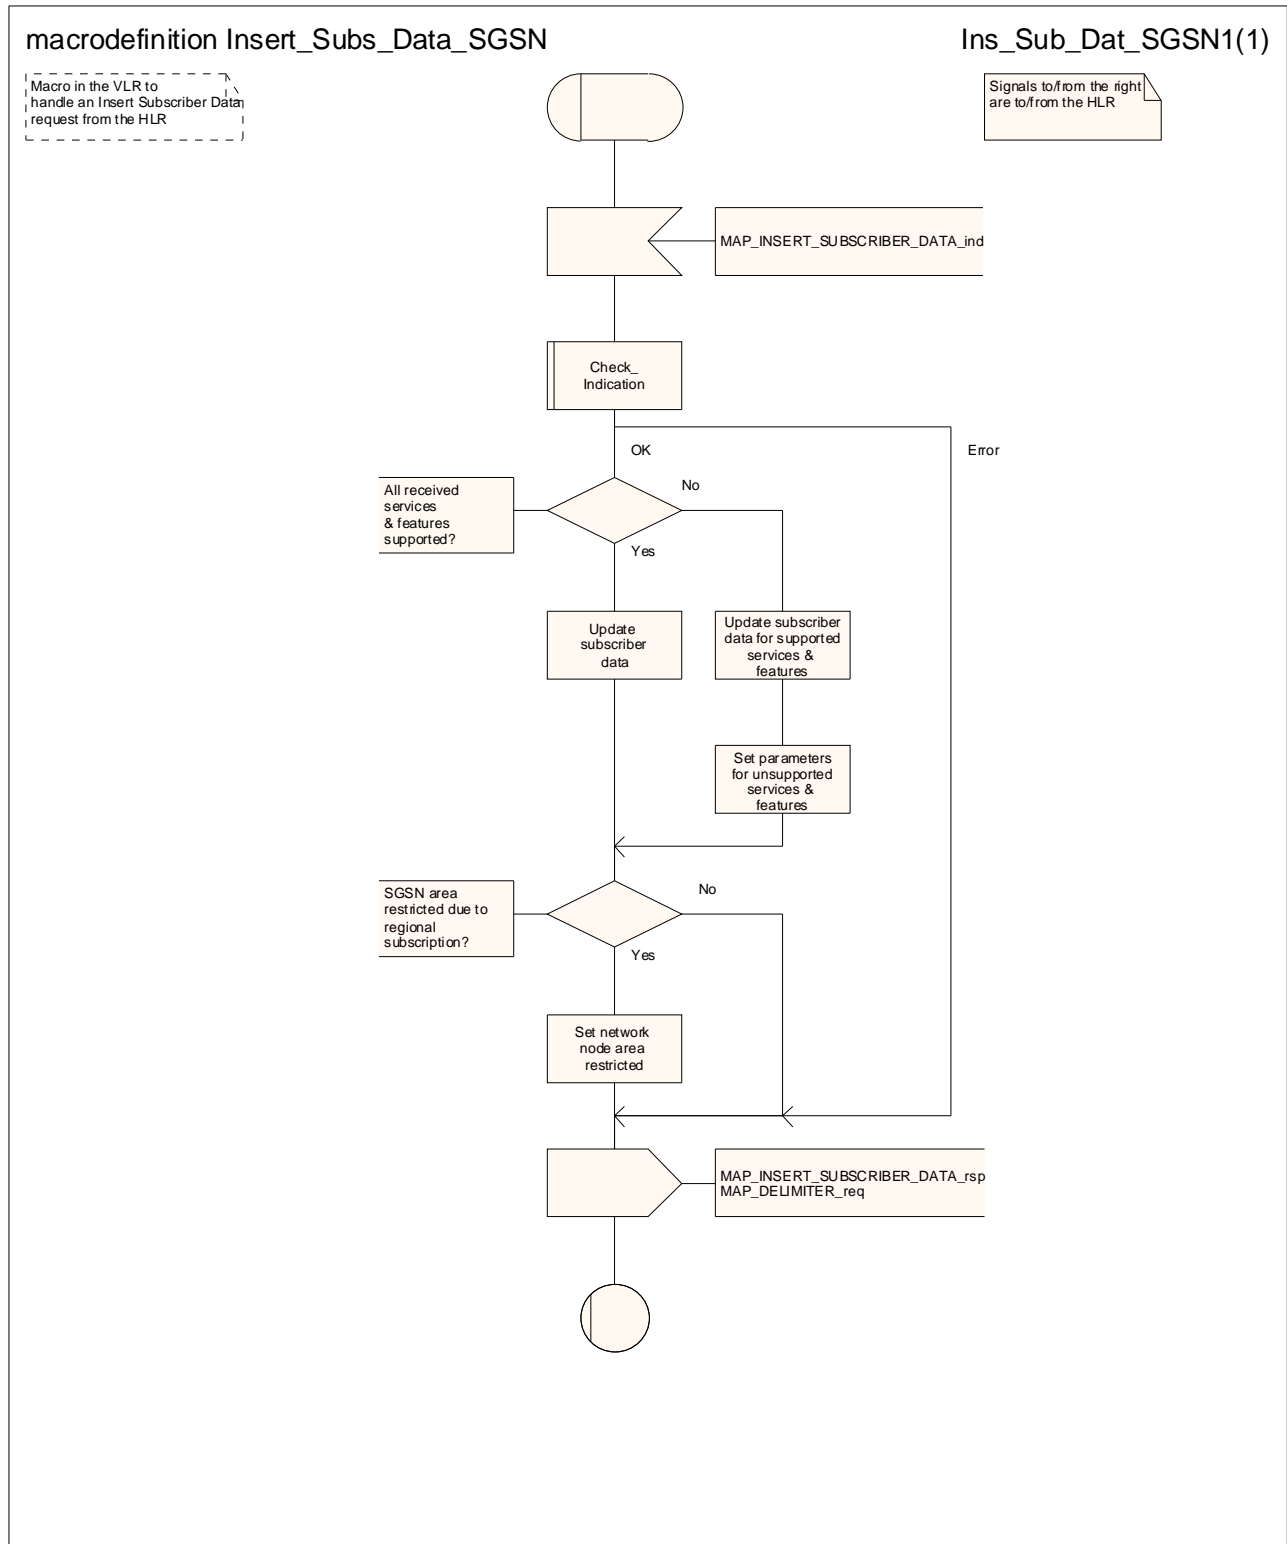 macrodefinition Insert_Subs_Data_SGSN
Ins_Sub_Dat_SGSN1(1)
Macro in the VLR to
handle an Insert Subscriber Data
request from the HLR
Signals to/from the right
are to/from the HLR
MAP_INSERT_SUBSCRIBER_DATA_ind
Check_
Indication
OK
Error
All received
services
& features
supported?
No
Yes
Update
subscriber
data
Update subscriber
data for supported
services &
features
Set parameters
for unsupported
services &
features
SGSN area
restricted due to
regional
subscription?
No
Yes
Set network
node area
restricted
MAP_INSERT_SUBSCRIBER_DATA_rsp
MAP_DELIMITER_req